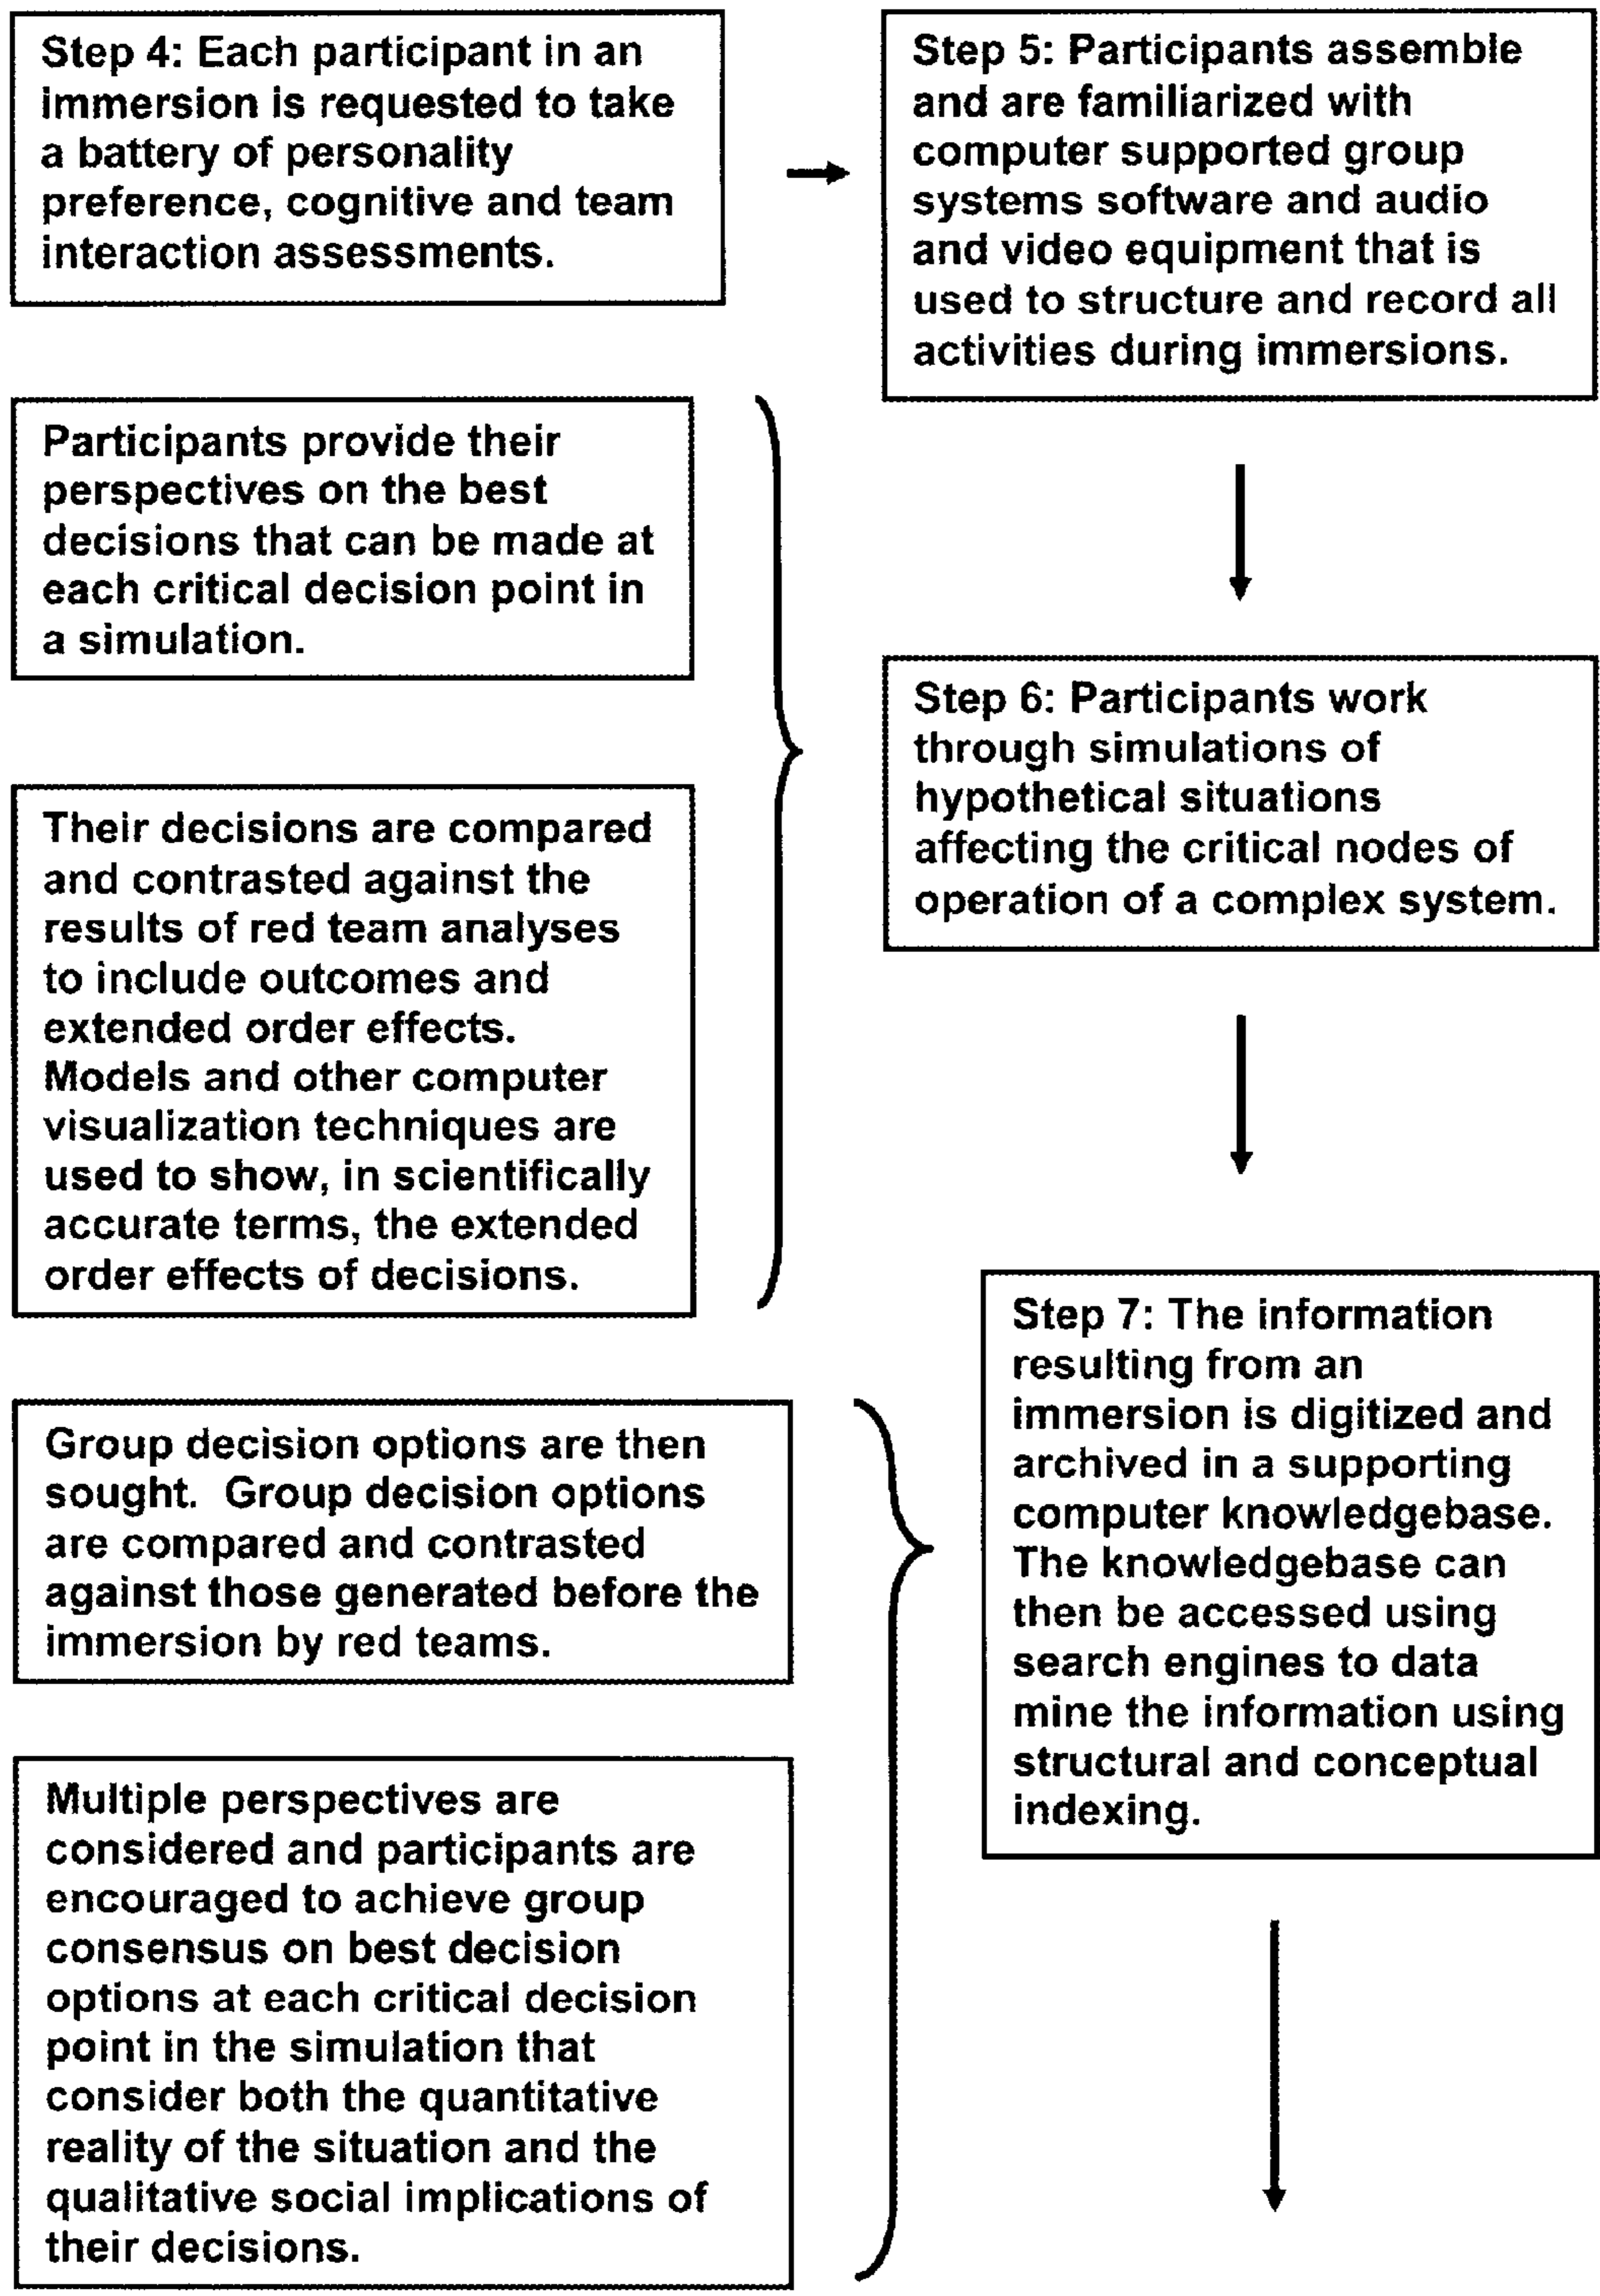 Step 4: Each participant in an
immersion is requested to take
a battery of personality
preference, cognitive and team
interaction assessments.
Step 5: Participants assemble
and are familiarized with
computer supported group
systems software and audio
and video equipment that is
used to structure and record all
activities during immersions.
Participants provide their
perspectives on the best
decisions that can be made at
each critical decision point in
a simulation.
Their decisions are compared
and contrasted against the
results of red team analyses
to include outcomes and
extended order effects.
Models and other computer
visualization techniques are
used to show, in scientifically
accurate terms, the extended
order effects of decisions.
Step 6: Participants work
through simulations of
hypothetical situations
affecting the critical nodes of
operation of a complex system.
Group decision options are then
sought.  Group decision options
are compared and contrasted
against those generated before the
immersion by red teams.
Multiple perspectives are
considered and participants are
encouraged to achieve group
consensus on best decision
options at each critical decision
point in the simulation that
consider both the quantitative
reality of the situation and the
qualitative social implications of
their decisions.
Step 7: The information
resulting from an
immersion is digitized and
archived in a supporting
computer knowledgebase.
The knowledgebase can
then be accessed using
search engines to data
mine the information using
structural and conceptual
indexing.